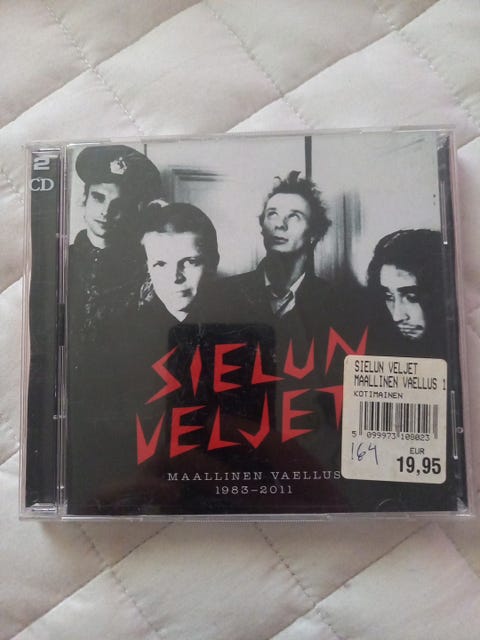 2
CD
SIELUN
VELJET
MAALLINEN VAELLUS
1983-2011
SIELUN VELJET
MAALLINEN VAELLUS 1
KOTIMAINEN
5 099973 108023
164
EUR
19,95